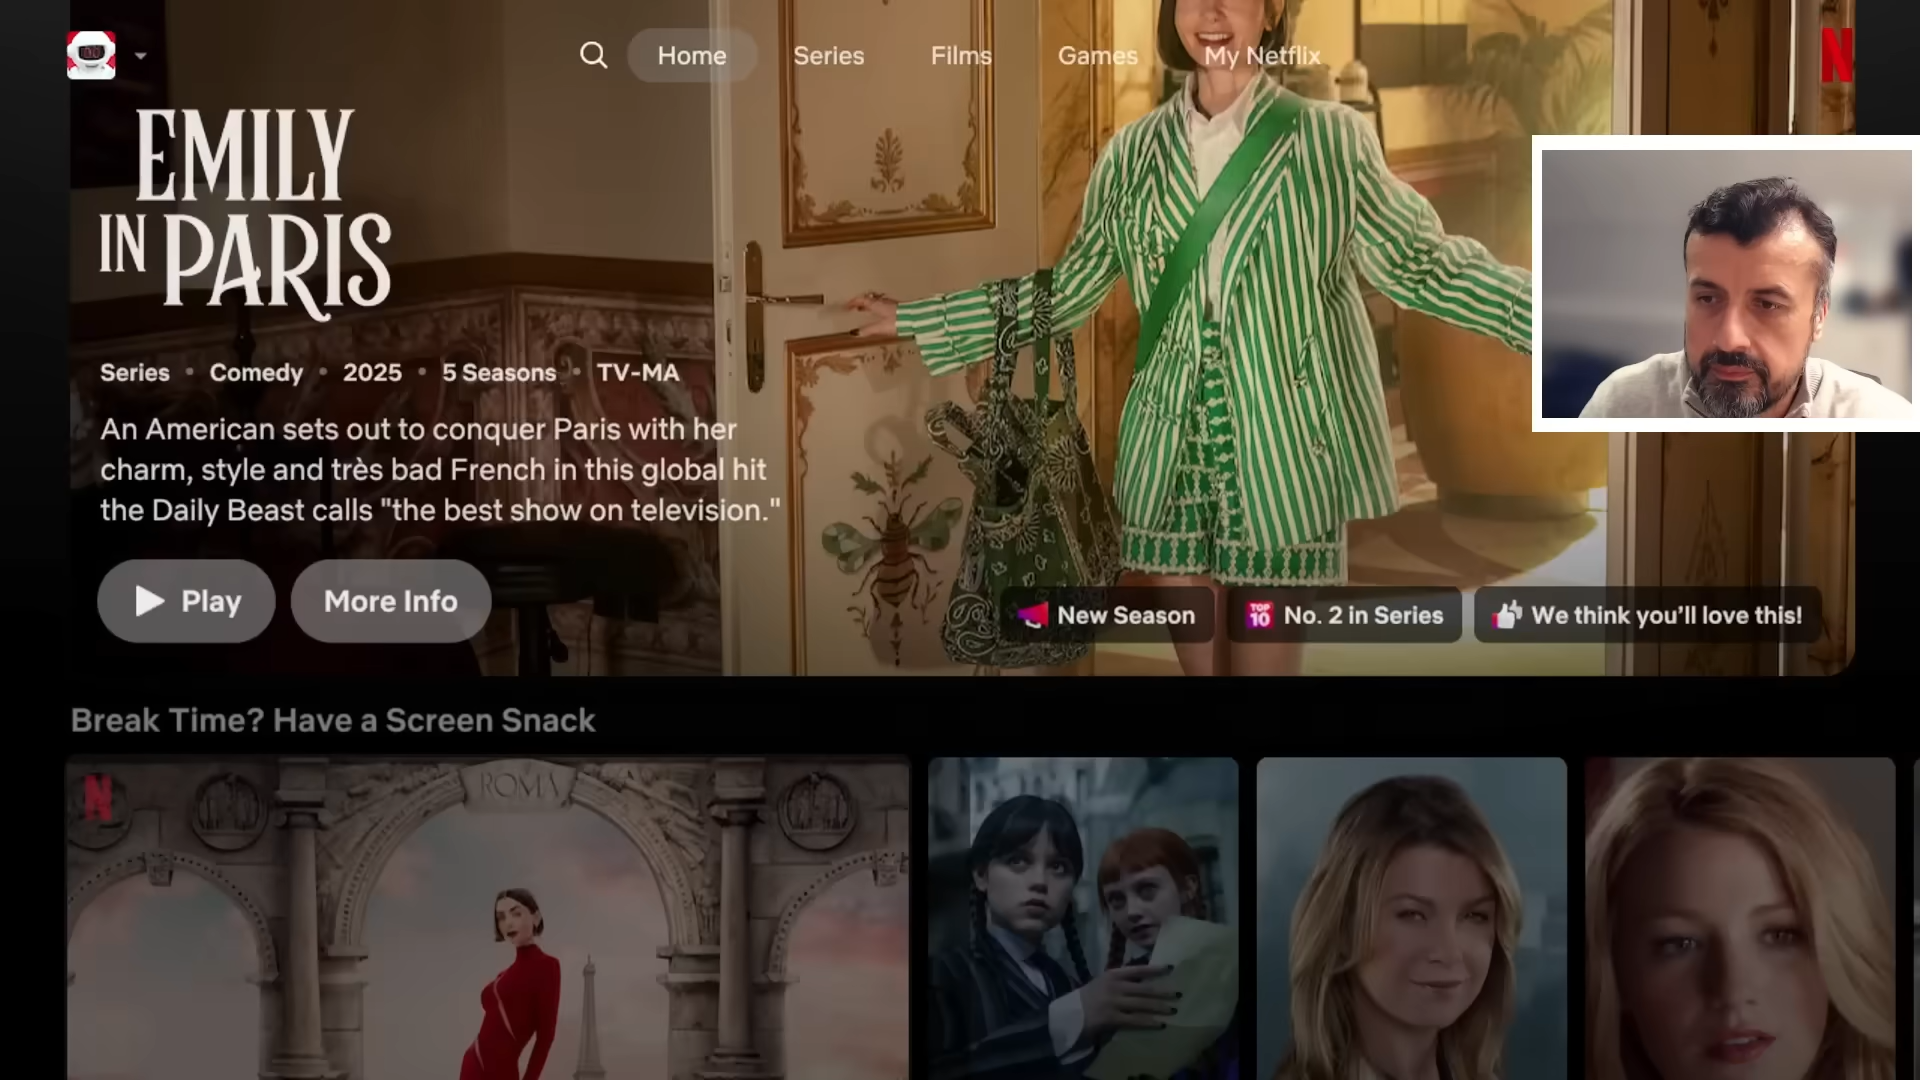 Home
Series
Films
Games
My Netflix
N
EMILY
IN PARIS
Series • Comedy • 2025 • 5 Seasons • TV-MA
An American sets out to conquer Paris with her
charm, style and très bad French in this global hit
the Daily Beast calls "the best show on television."
Play
More Info
New Season
TOP 10
No. 2 in Series
We think you’ll love this!
Break Time? Have a Screen Snack
N
ROMA